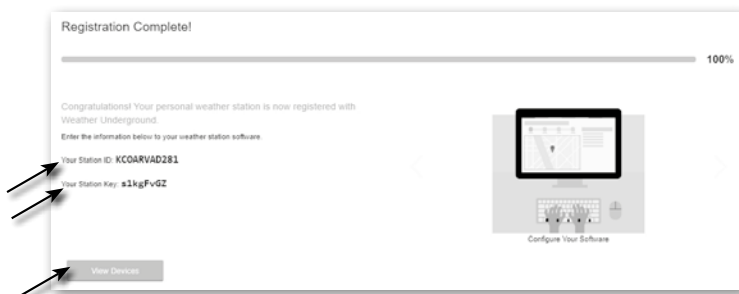 Registration Complete!
100%
Congratulations! Your personal weather station is now registered with
Weather Underground.
Enter the information below to your weather station software.
Your Station ID: KCOARVAD281
Your Station Key: s1kgFvGZ
Configure Your Software
View Devices